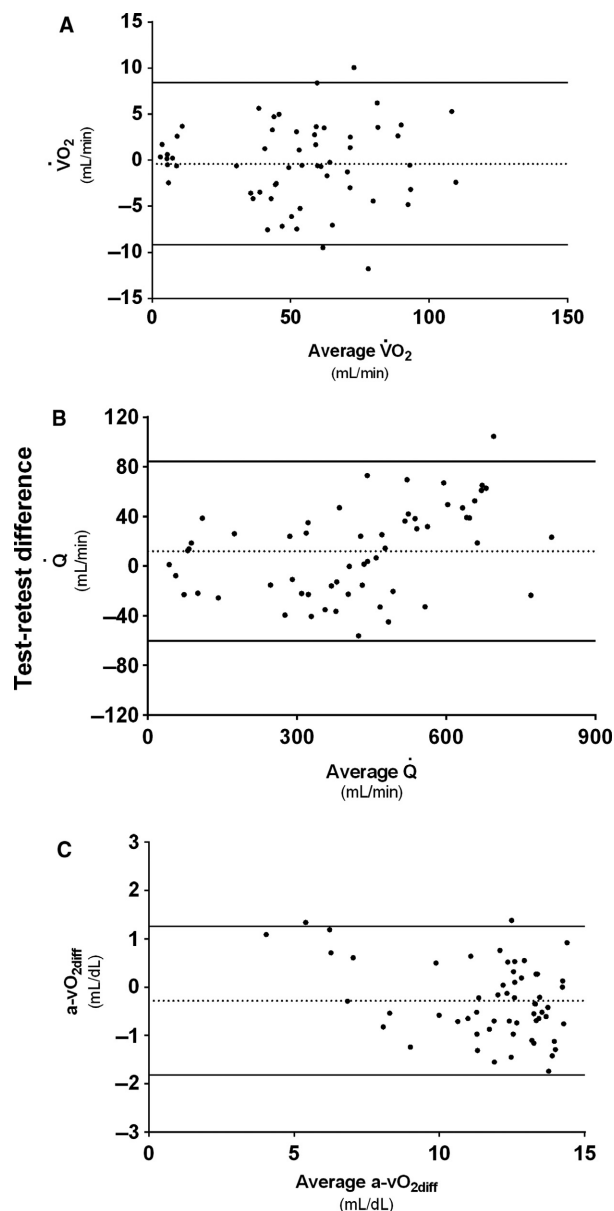 A
15
10
5
0
–5
–10
–15
V̇O₂
(mL/min)
0 50 100 150
Average V̇O₂
(mL/min)
B
Test-retest difference
120
80
40
0
–40
–80
–120
Q̇
(mL/min)
0 300 600 900
Average Q̇
(mL/min)
C
3
2
1
0
–1
–2
–3
a-vO₂diff
(mL/dL)
0 5 10 15
Average a-vO₂diff
(mL/dL)